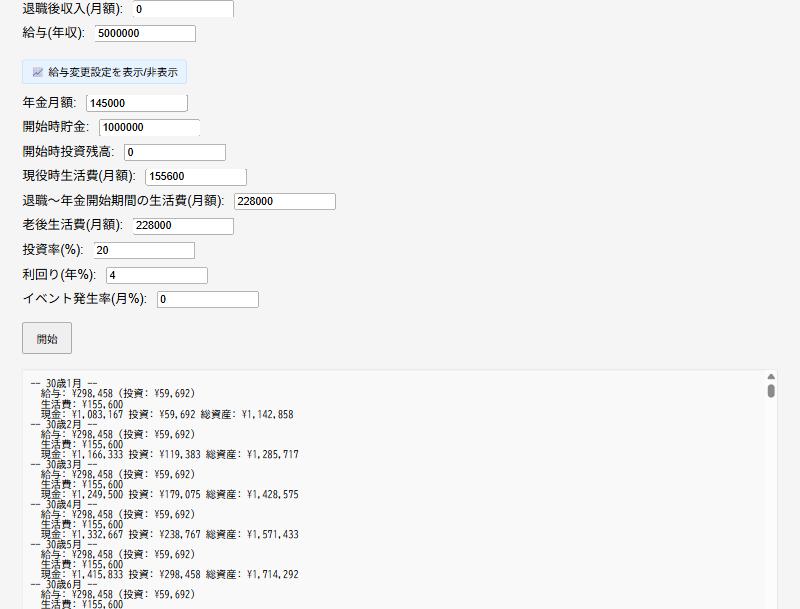 退職後収入(月額): 0
給与(年収): 5000000
給与変更設定を表示/非表示
年金月額: 145000
開始時貯金: 1000000
開始時投資残高: 0
現役時生活費(月額): 155600
退職～年金開始期間の生活費(月額): 228000
老後生活費(月額): 228000
投資率(%): 20
利回り(年%): 4
イベント発生率(月%): 0
開始
-- 30歳1月 --
給与: ¥298,458 (投資: ¥59,692)
生活費: ¥155,600
現金: ¥1,083,167 投資: ¥59,692 総資産: ¥1,142,858
-- 30歳2月 --
給与: ¥298,458 (投資: ¥59,692)
生活費: ¥155,600
現金: ¥1,166,333 投資: ¥119,383 総資産: ¥1,285,717
-- 30歳3月 --
給与: ¥298,458 (投資: ¥59,692)
生活費: ¥155,600
現金: ¥1,249,500 投資: ¥179,075 総資産: ¥1,428,575
-- 30歳4月 --
給与: ¥298,458 (投資: ¥59,692)
生活費: ¥155,600
現金: ¥1,332,667 投資: ¥238,767 総資産: ¥1,571,433
-- 30歳5月 --
給与: ¥298,458 (投資: ¥59,692)
生活費: ¥155,600
現金: ¥1,415,833 投資: ¥298,458 総資産: ¥1,714,292
-- 30歳6月 --
給与: ¥298,458 (投資: ¥59,692)
生活費: ¥155,600